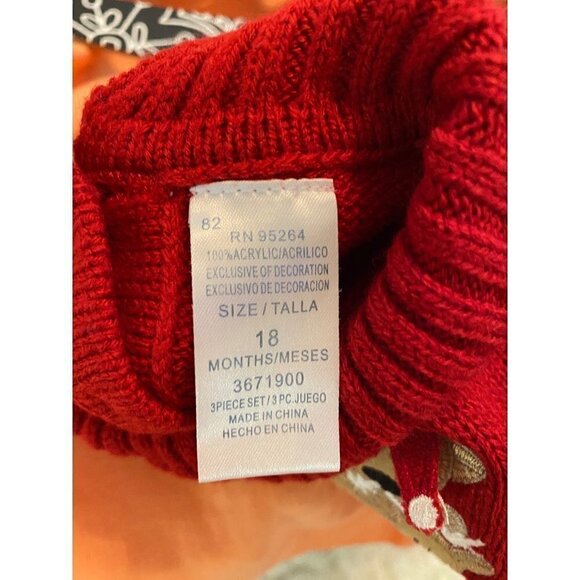 82
RN 95264
100%ACRYLIC/ACRILICO
EXCLUSIVE OF DECORATION
EXCLUSIVO DE DECORACION
SIZE / TALLA
18
MONTHS/MESES
3671900
3PIECE SET/3 PC.JUEGO
MADE IN CHINA
HECHO EN CHINA